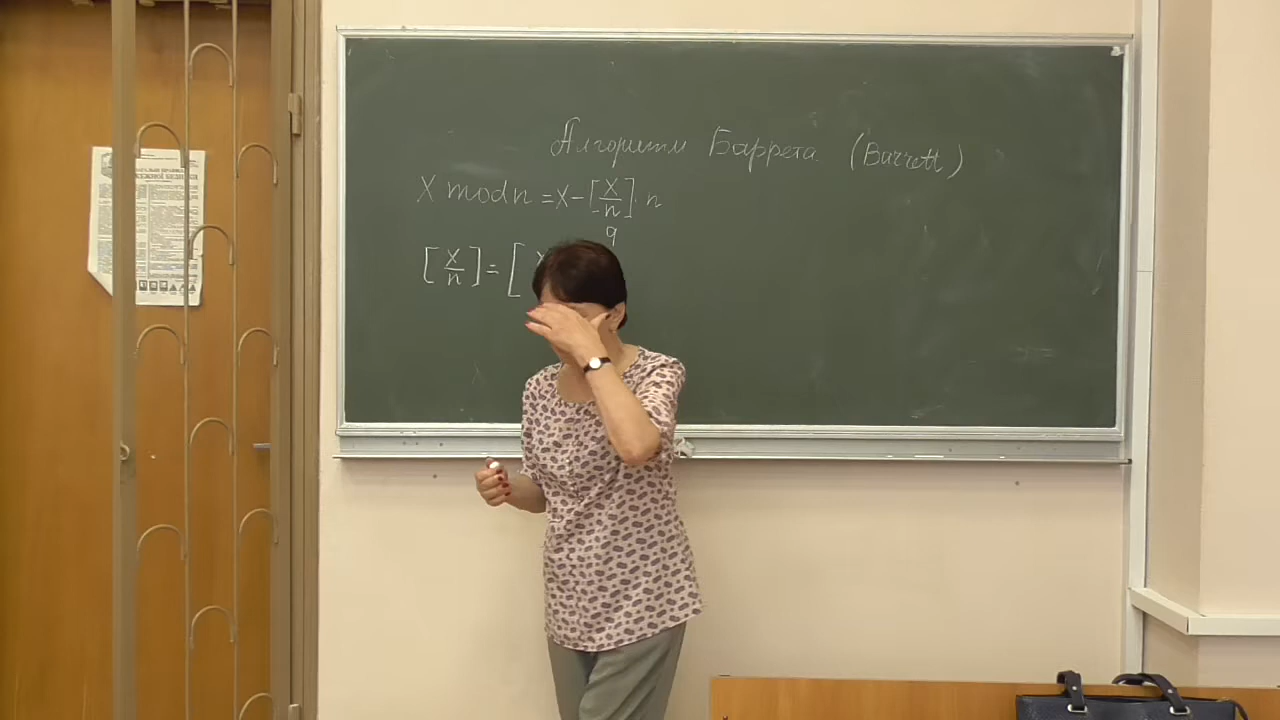 Алгоритм Баррета (Barrett)
X mod n = X - [X/n] · n
q
[X/n] = [X